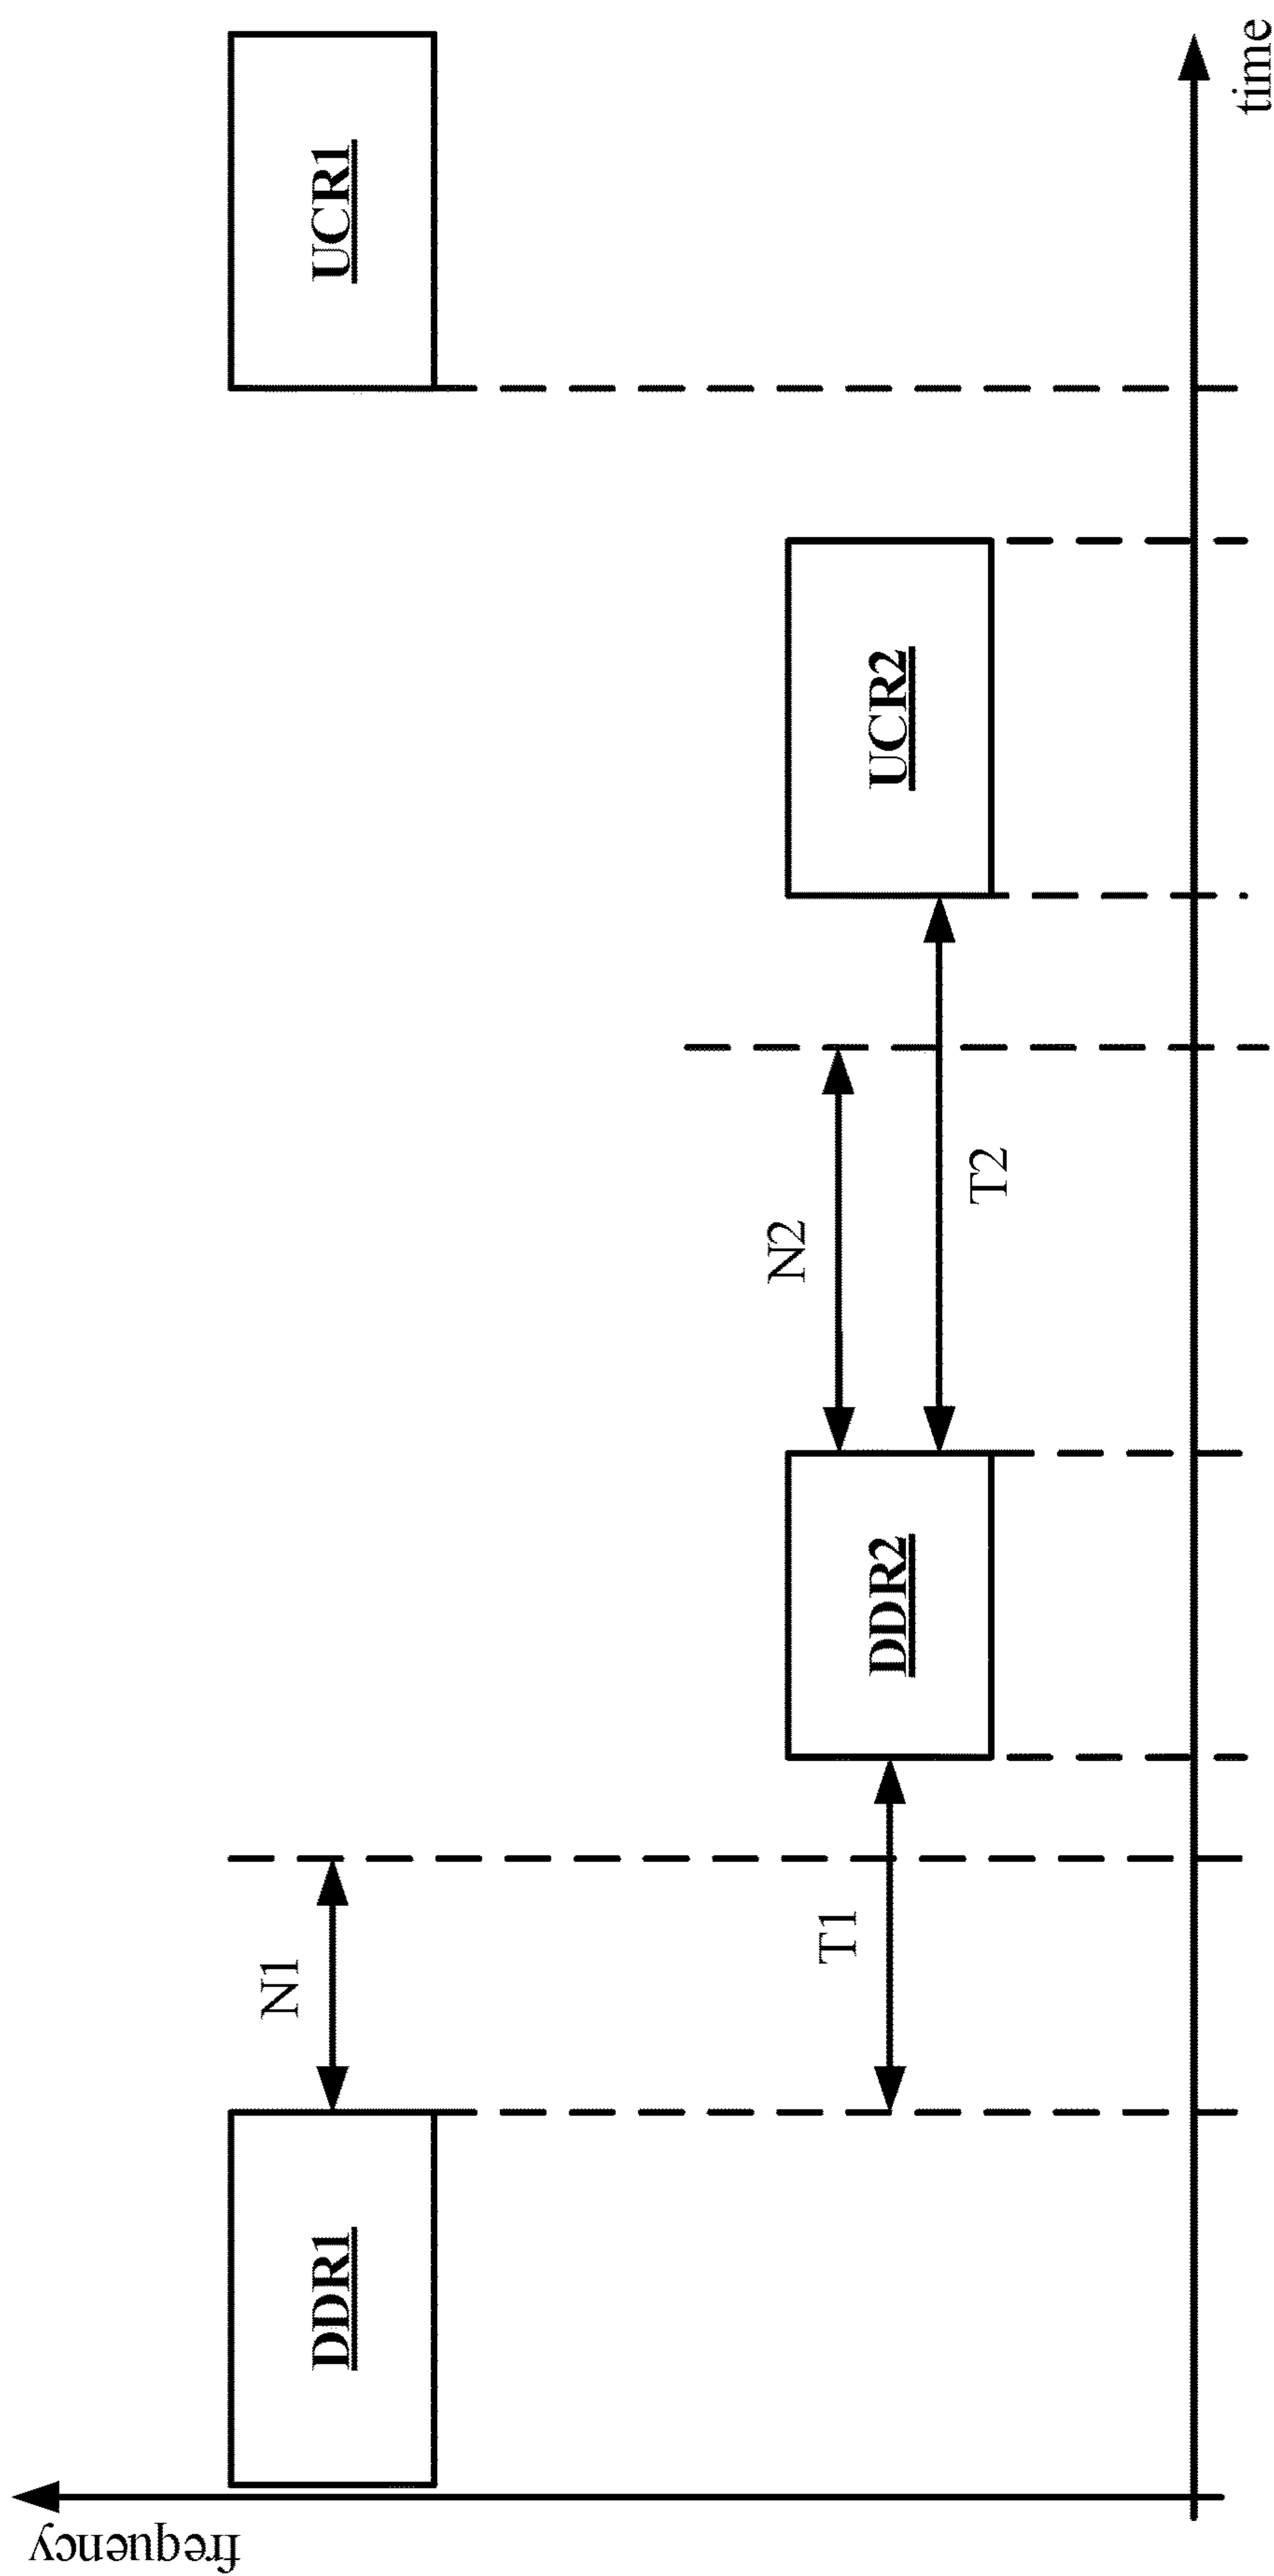 frequency
DDR1
N1
T1
DDR2
N2
T2
UCR2
UCR1
time